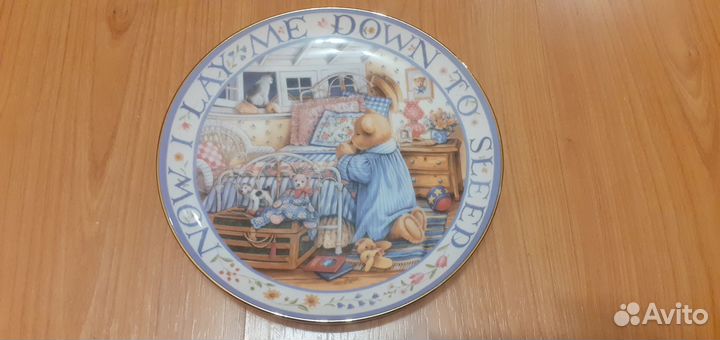 NOW I LAY ME DOWN TO SLEEP
Avito